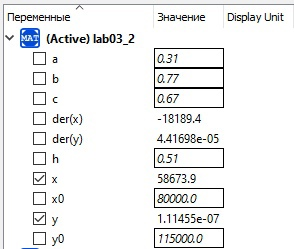 Переменные Значение Display Unit
MAT (Active) lab03_2
a 0.31
b 0.77
c 0.67
der(x) -18189.4
der(y) 4.41698e-05
h 0.51
x 58673.9
x0 80000.0
y 1.11455e-07
y0 115000.0